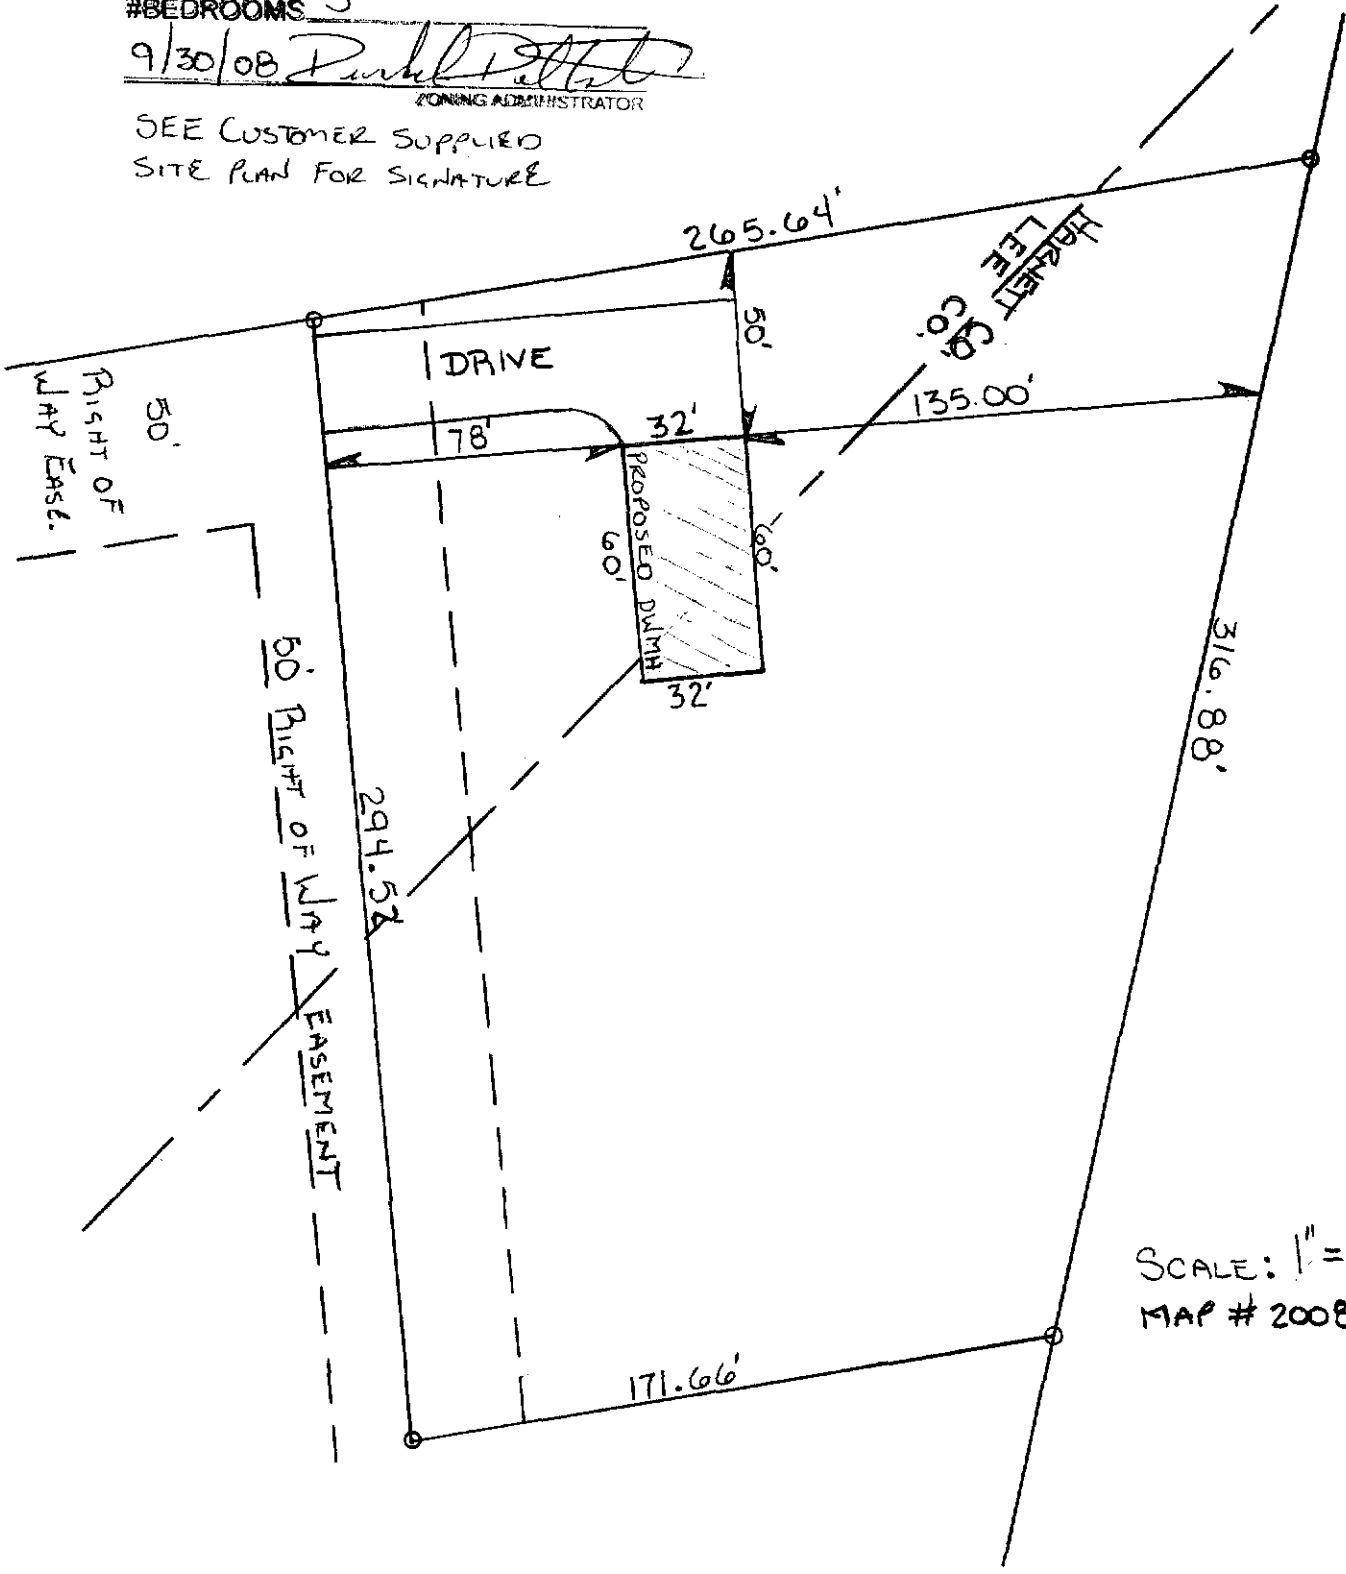 #BEDROOMS
9/30/08
ZONING ADMINISTRATOR
SEE CUSTOMER SUPPLIED
SITE PLAN FOR SIGNATURE
265.64'
HARNETT CO.
LEE CO.
50'
DRIVE
135.00'
50'
RIGHT OF
WAY EASE.
78'
32'
PROPOSED DWMH
60'
60'
32'
316.88'
50' RIGHT OF WAY EASEMENT
294.52'
SCALE: 1"=
MAP # 2008
171.66'